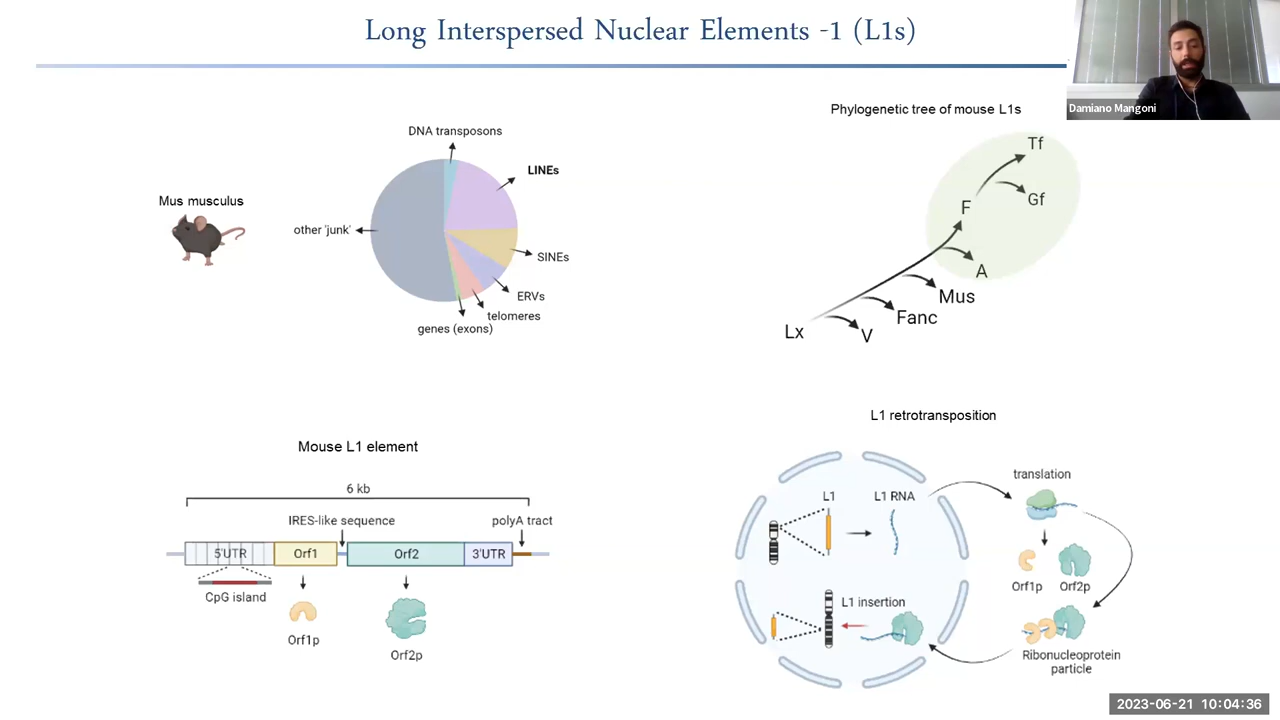 Long Interspersed Nuclear Elements -1 (L1s)
Damiano Mangoni
Mus musculus
DNA transposons
LINEs
other 'junk'
SINEs
ERVs
telomeres
genes (exons)
Phylogenetic tree of mouse L1s
Tf
Gf
F
A
Mus
Fanc
Lx
V
Mouse L1 element
6 kb
IRES-like sequence
polyA tract
5'UTR
Orf1
Orf2
3'UTR
CpG island
Orf1p
Orf2p
L1 retrotransposition
L1
L1 RNA
translation
Orf1p
Orf2p
L1 insertion
Ribonucleoprotein
particle
2023-06-21 10:04:36